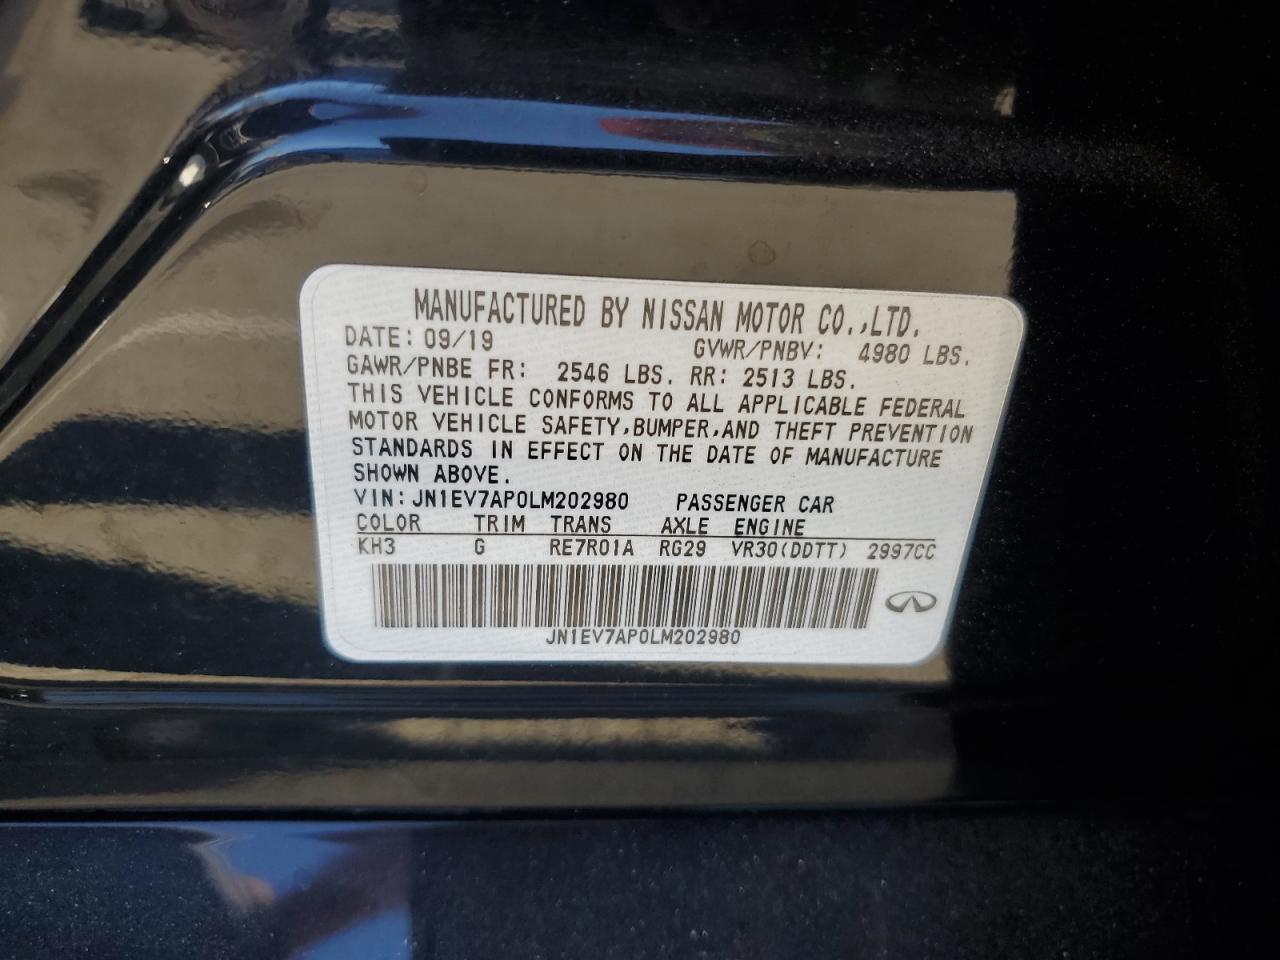 MANUFACTURED BY NISSAN MOTOR CO.,LTD.
DATE: 09/19 GVWR/PNBV: 4980 LBS.
GAWR/PNBE FR: 2546 LBS. RR: 2513 LBS.
THIS VEHICLE CONFORMS TO ALL APPLICABLE FEDERAL
MOTOR VEHICLE SAFETY,BUMPER,AND THEFT PREVENTION
STANDARDS IN EFFECT ON THE DATE OF MANUFACTURE
SHOWN ABOVE.
VIN: JN1EV7AP0LM202980 PASSENGER CAR
COLOR TRIM TRANS AXLE ENGINE
KH3 G RE7R01A RG29 VR30(DDTT) 2997CC
JN1EV7AP0LM202980